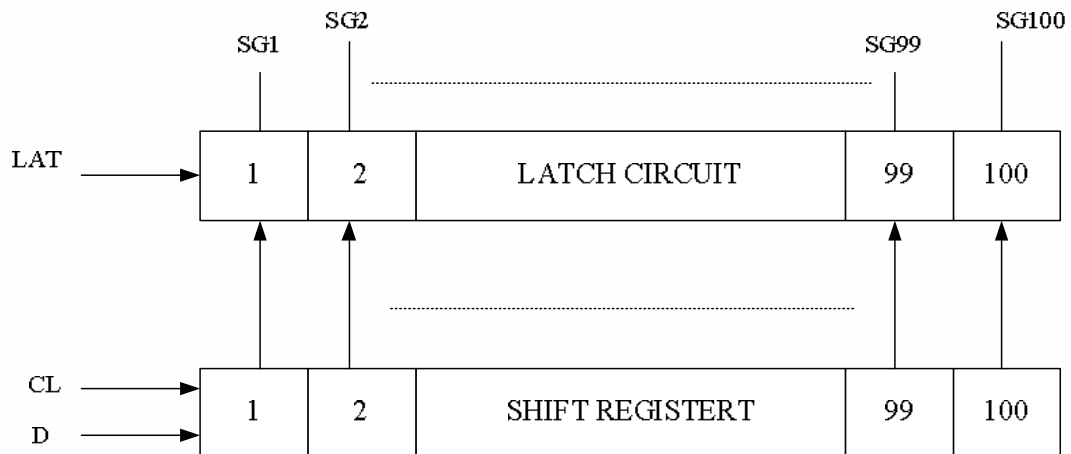 SG1
SG2
SG99
SG100
LAT
1
2
LATCH CIRCUIT
99
100
CL
D
1
2
SHIFT REGISTERT
99
100